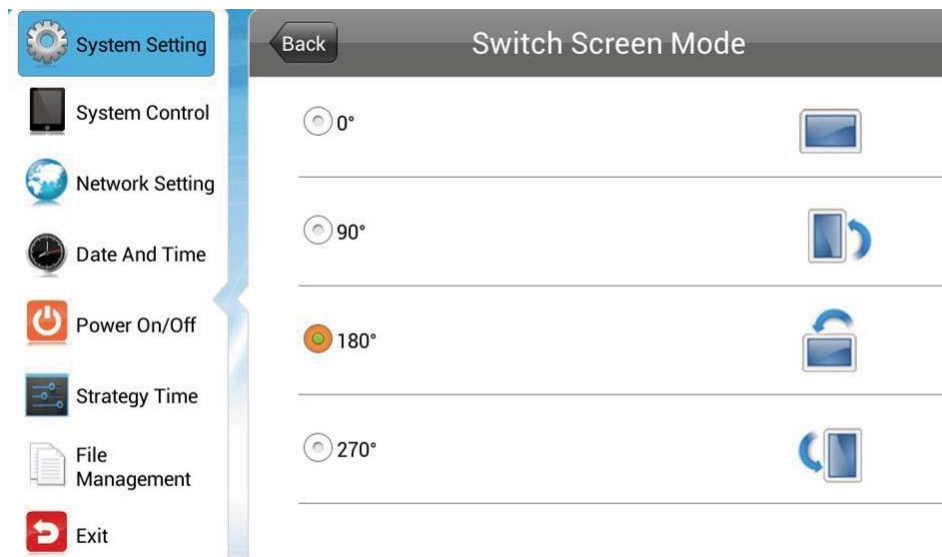 System Setting
System Control
Network Setting
Date And Time
Power On/Off
Strategy Time
File
Management
Exit
Back
Switch Screen Mode
0°
90°
180°
270°